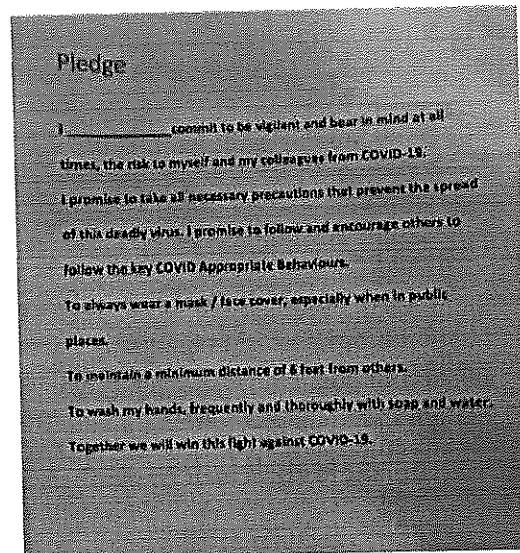 Pledge
I ______________ commit to be vigilant and bear in mind at all
times, the risk to myself and my colleagues from COVID-19.
I promise to take all necessary precautions that prevent the spread
of this deadly virus. I promise to follow and encourage others to
follow the key COVID Appropriate Behaviours.
To always wear a mask / face cover, especially when in public
places.
To maintain a minimum distance of 6 feet from others.
To wash my hands, frequently and thoroughly with soap and water.
Together we will win this fight against COVID-19.